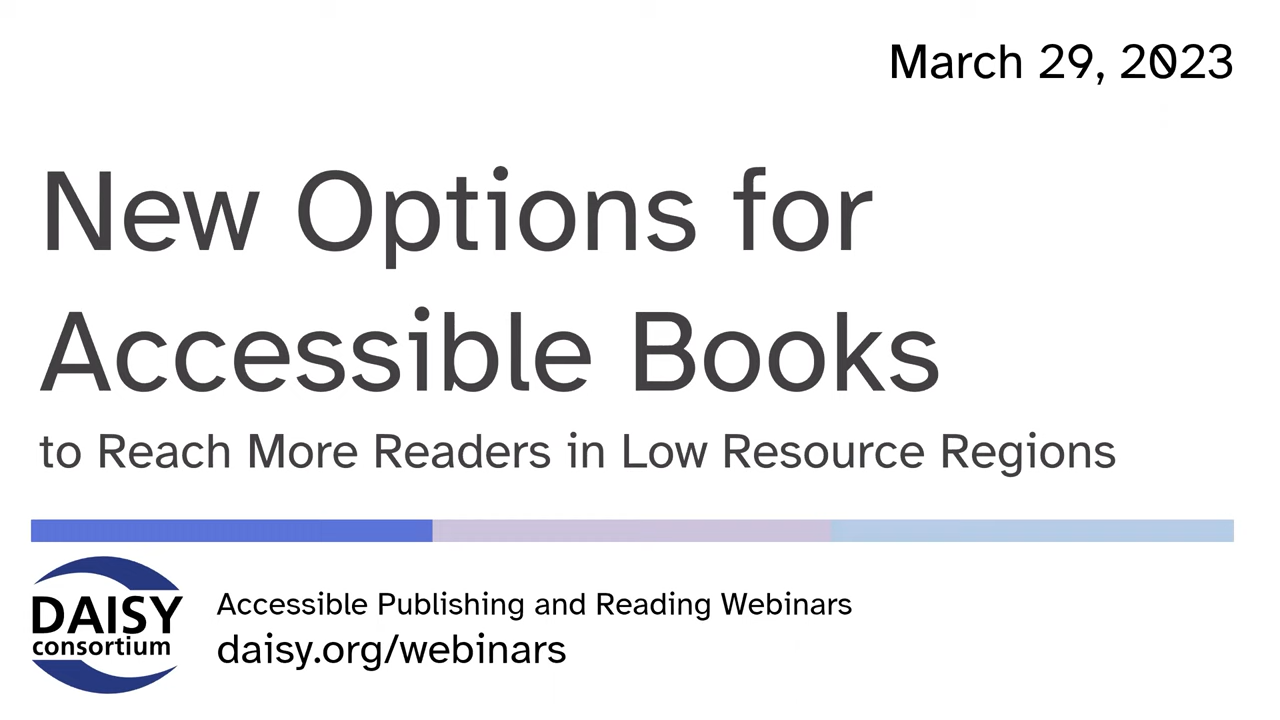 March 29, 2023
New Options for
Accessible Books
to Reach More Readers in Low Resource Regions
DAISY
consortium
Accessible Publishing and Reading Webinars
daisy.org/webinars